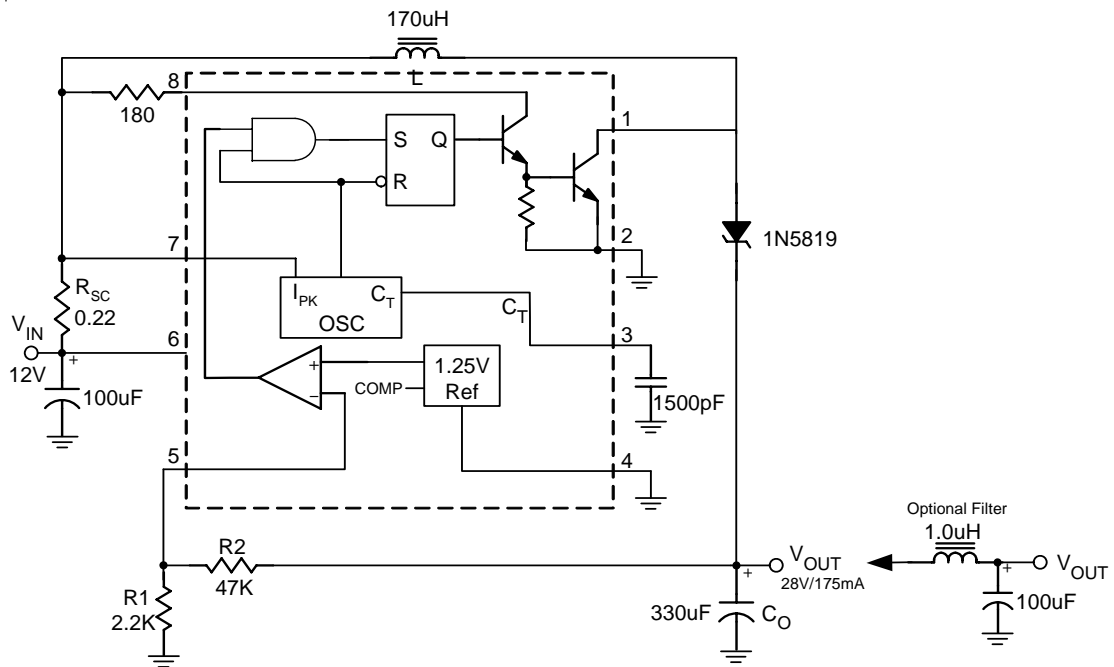 170uH
L
8
180
S Q
R
1
2
1N5819
7
R_SC
0.22
I_PK C_T
OSC
C_T
3
V_IN
12V
6
100uF
+
1.25V
Ref
COMP
+
−
1500pF
5
4
Optional Filter
1.0uH
R2
47K
+
V_OUT
28V/175mA
+
V_OUT
R1
2.2K
330uF
C_O
100uF